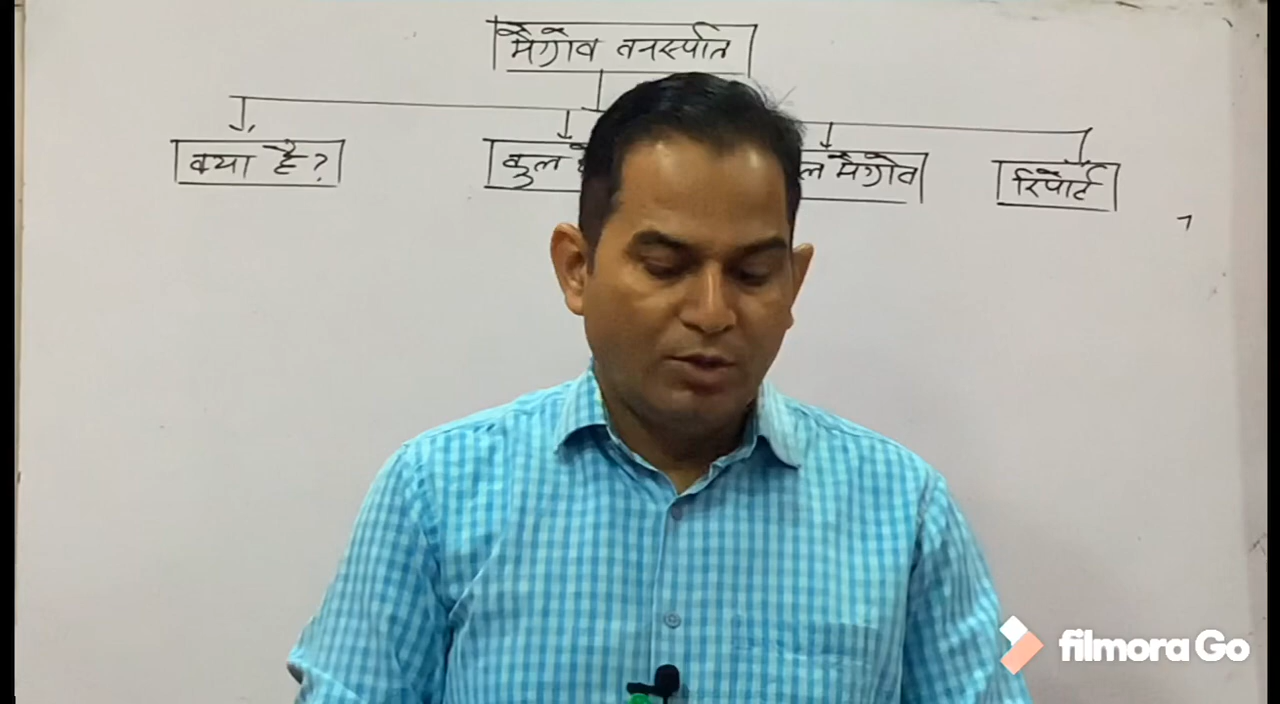 मैंग्रोव वनस्पति
क्या है?
कुल
मैंग्रोव
रिपोर्ट
filmora Go